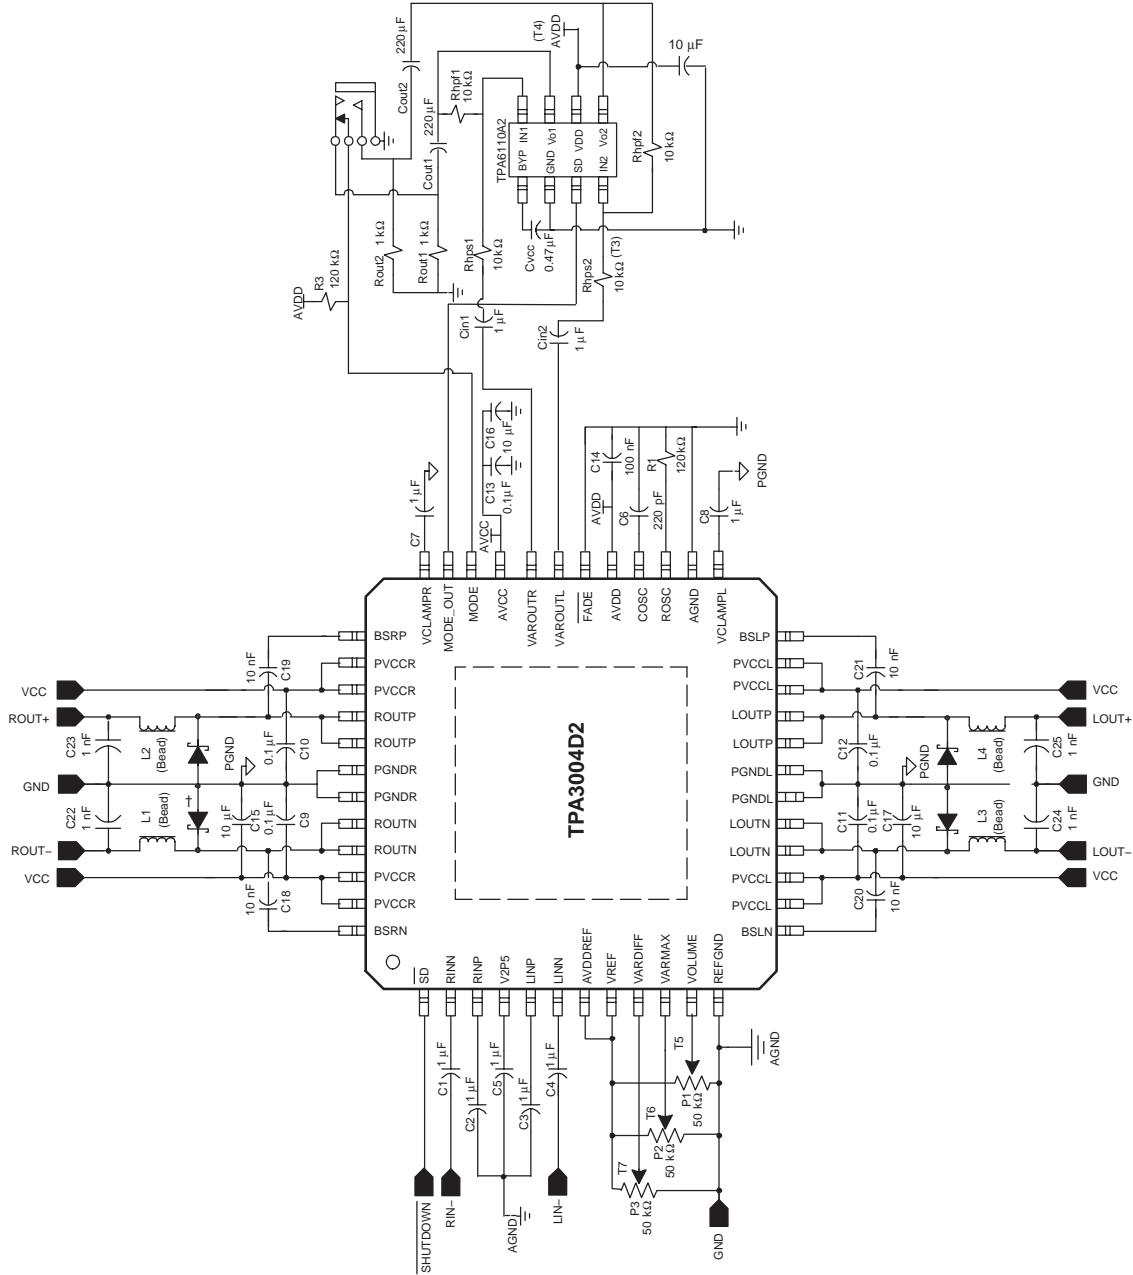 220 µF
Cout2
220 µF
Cout1
Rhpf1
10 kΩ
TPA6110A2
BYP IN1
GND Vo1
SD VDD
IN2 Vo2
(T4)
AVDD
10 µF
Rhpf2
10 kΩ
AVDD
R3
120 kΩ
Rout2 1 kΩ
Rout1 1 kΩ
Rhps1
10 kΩ
Cvcc
0.47µF
Rhps2
10 kΩ (T3)
Cin1
1 µF
Cin2
1 µF
C7
1 µF
AVCC
C13
0.1µF
C16
10 µF
AVDD
C14
100 nF
C6
220 pF
R1
120kΩ
C8
1 µF
PGND
VCLAMPR
MODE_OUT
MODE
AVCC
VAROUTR
VAROUTL
FADE
AVDD
COSC
ROSC
AGND
VCLAMPL
VCC
ROUT+
GND
ROUT–
VCC
C23
1 nF
C22
1 nF
L2
(Bead)
L1
(Bead)
†
PGND
10 nF
C19
0.1 µF
C10
10 µF
C15
0.1 µF
C9
10 nF
C18
BSRP
PVCCR
PVCCR
ROUTP
ROUTP
PGNDR
PGNDR
ROUTN
ROUTN
PVCCR
PVCCR
BSRN
TPA3004D2
BSLP
PVCCL
PVCCL
LOUTP
LOUTP
PGNDL
PGNDL
LOUTN
LOUTN
PVCCL
PVCCL
BSLN
C21
10 nF
C12
0.1 µF
PGND
C11
0.1 µF
C17
10 µF
C20
10 nF
L4
(Bead)
L3
(Bead)
C25
1 nF
C24
1 nF
VCC
LOUT+
GND
LOUT–
VCC
SD
RINN
RINP
V2P5
LINP
LINN
AVDDREF
VREF
VARDIFF
VARMAX
VOLUME
REFGND
C1
1 µF
C2
1 µF
C5
1 µF
C3
1 µF
C4
1 µF
SHUTDOWN
RIN–
AGND
LIN–
T5
P1
50 kΩ
T6
P2
50 kΩ
T7
P3
50 kΩ
AGND
GND